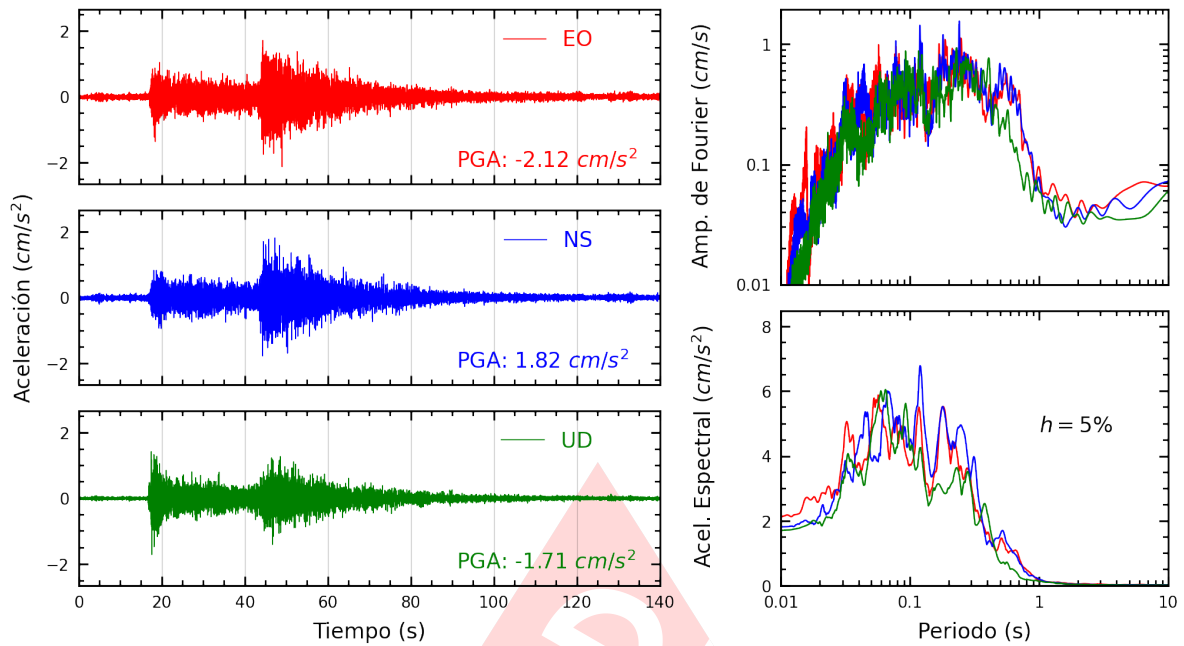 Aceleración (cm/s²)
2
0
−2
EO
PGA: -2.12 cm/s²
2
0
−2
NS
PGA: 1.82 cm/s²
2
0
−2
UD
PGA: -1.71 cm/s²
0 20 40 60 80 100 120 140
Tiempo (s)
Amp. de Fourier (cm/s)
1
0.1
0.01
Acel. Espectral (cm/s²)
8
6
4
2
0
h = 5%
0.01 0.1 1 10
Periodo (s)